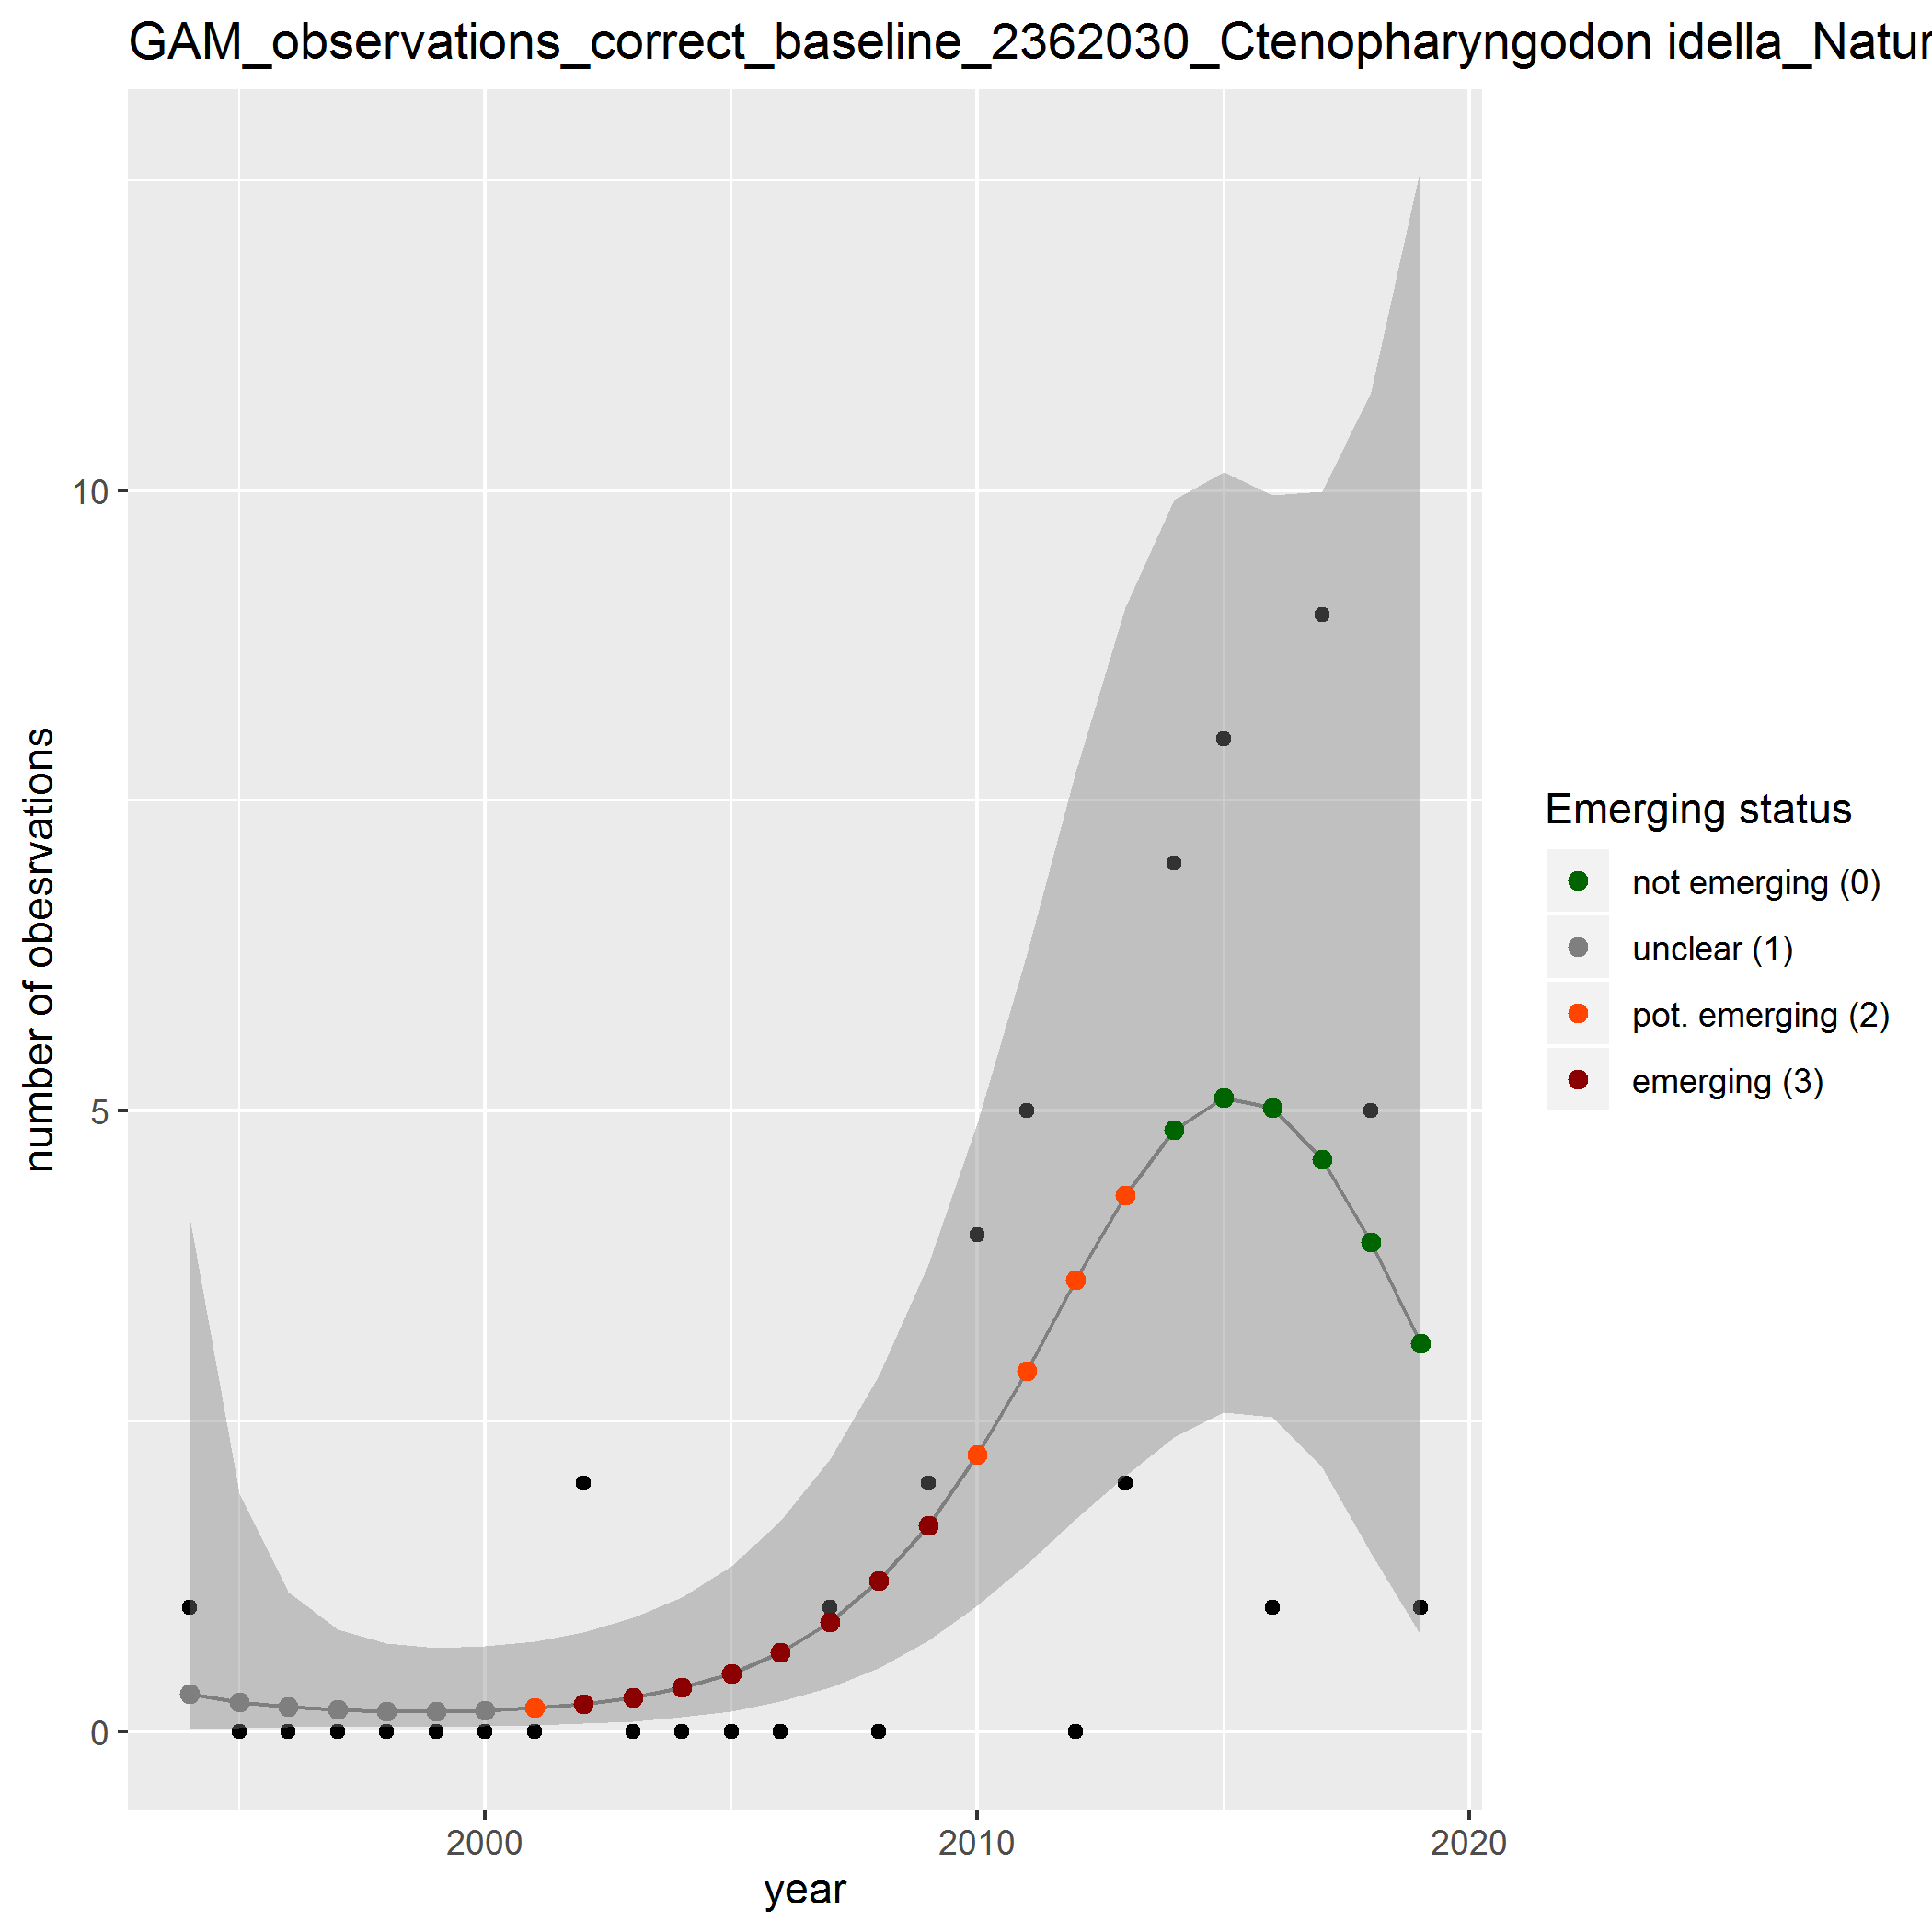 GAM_observations_correct_baseline_2362030_Ctenopharyngodon idella_Natur
number of obesrvations
10
5
0
2000
2010
2020
year
Emerging status
not emerging (0)
unclear (1)
pot. emerging (2)
emerging (3)